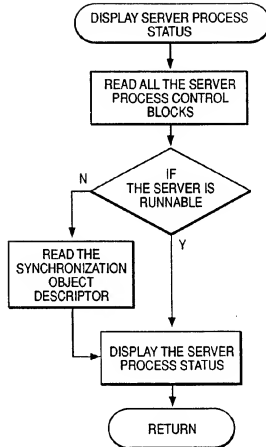 DISPLAY SERVER PROCESS
STATUS
READ ALL THE SERVER
PROCESS CONTROL
BLOCKS
IF
THE SERVER IS
RUNNABLE
N
Y
READ THE
SYNCHRONIZATION
OBJECT
DESCRIPTOR
DISPLAY THE SERVER
PROCESS STATUS
RETURN